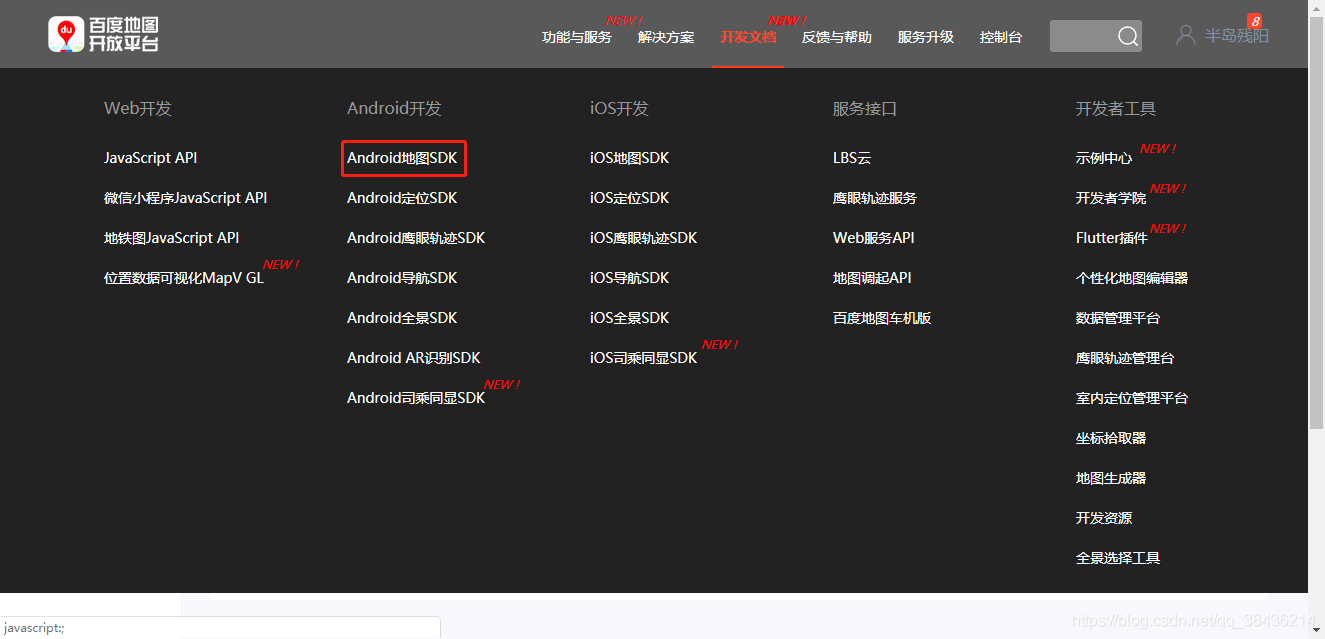 du 百度地图
开放平台
NEW !
NEW !
8
功能与服务 解决方案 开发文档 反馈与帮助 服务升级 控制台 半岛残阳
Web开发
JavaScript API
微信小程序JavaScript API
地铁图JavaScript API
位置数据可视化MapV GL NEW !
Android开发
Android地图SDK
Android定位SDK
Android鹰眼轨迹SDK
Android导航SDK
Android全景SDK
Android AR识别SDK
Android司乘同显SDK NEW !
iOS开发
iOS地图SDK
iOS定位SDK
iOS鹰眼轨迹SDK
iOS导航SDK
iOS全景SDK
iOS司乘同显SDK NEW !
服务接口
LBS云
鹰眼轨迹服务
Web服务API
地图调起API
百度地图车机版
开发者工具
示例中心 NEW !
开发者学院 NEW !
Flutter插件 NEW !
个性化地图编辑器
数据管理平台
鹰眼轨迹管理台
室内定位管理平台
坐标拾取器
地图生成器
开发资源
全景选择工具
javascript:;
https://blog.csdn.net/qq_38436214